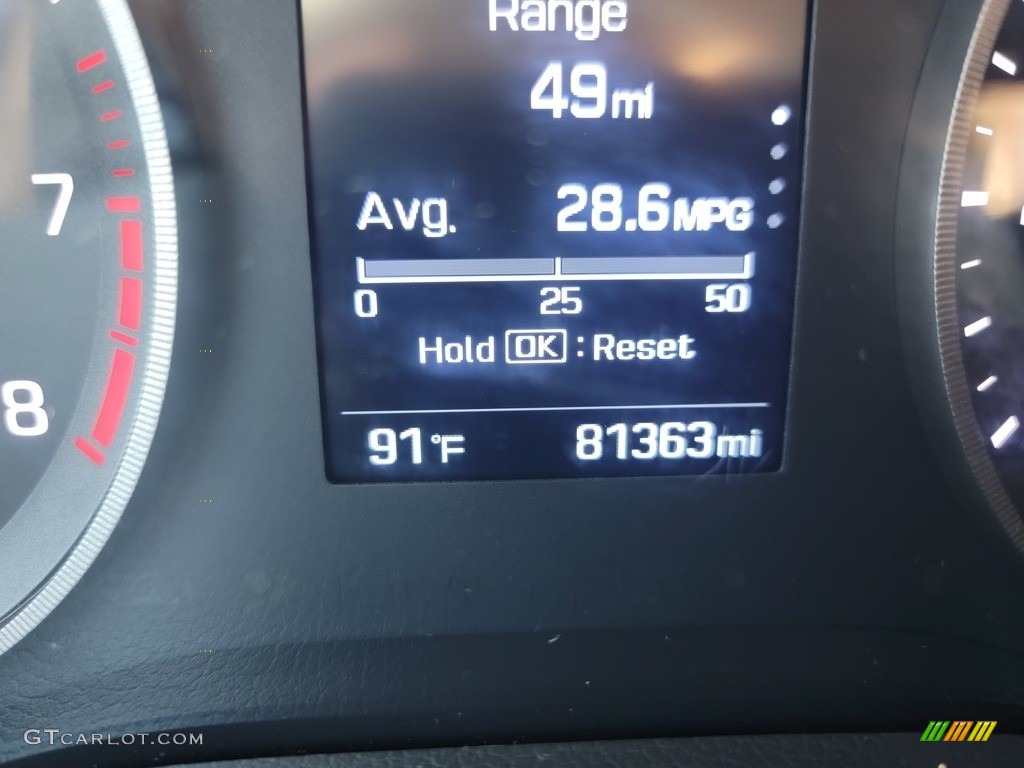 Range
49mi
Avg. 28.6MPG
0 25 50
Hold OK : Reset
91°F 81363mi
7
8
GTCARLOT.COM